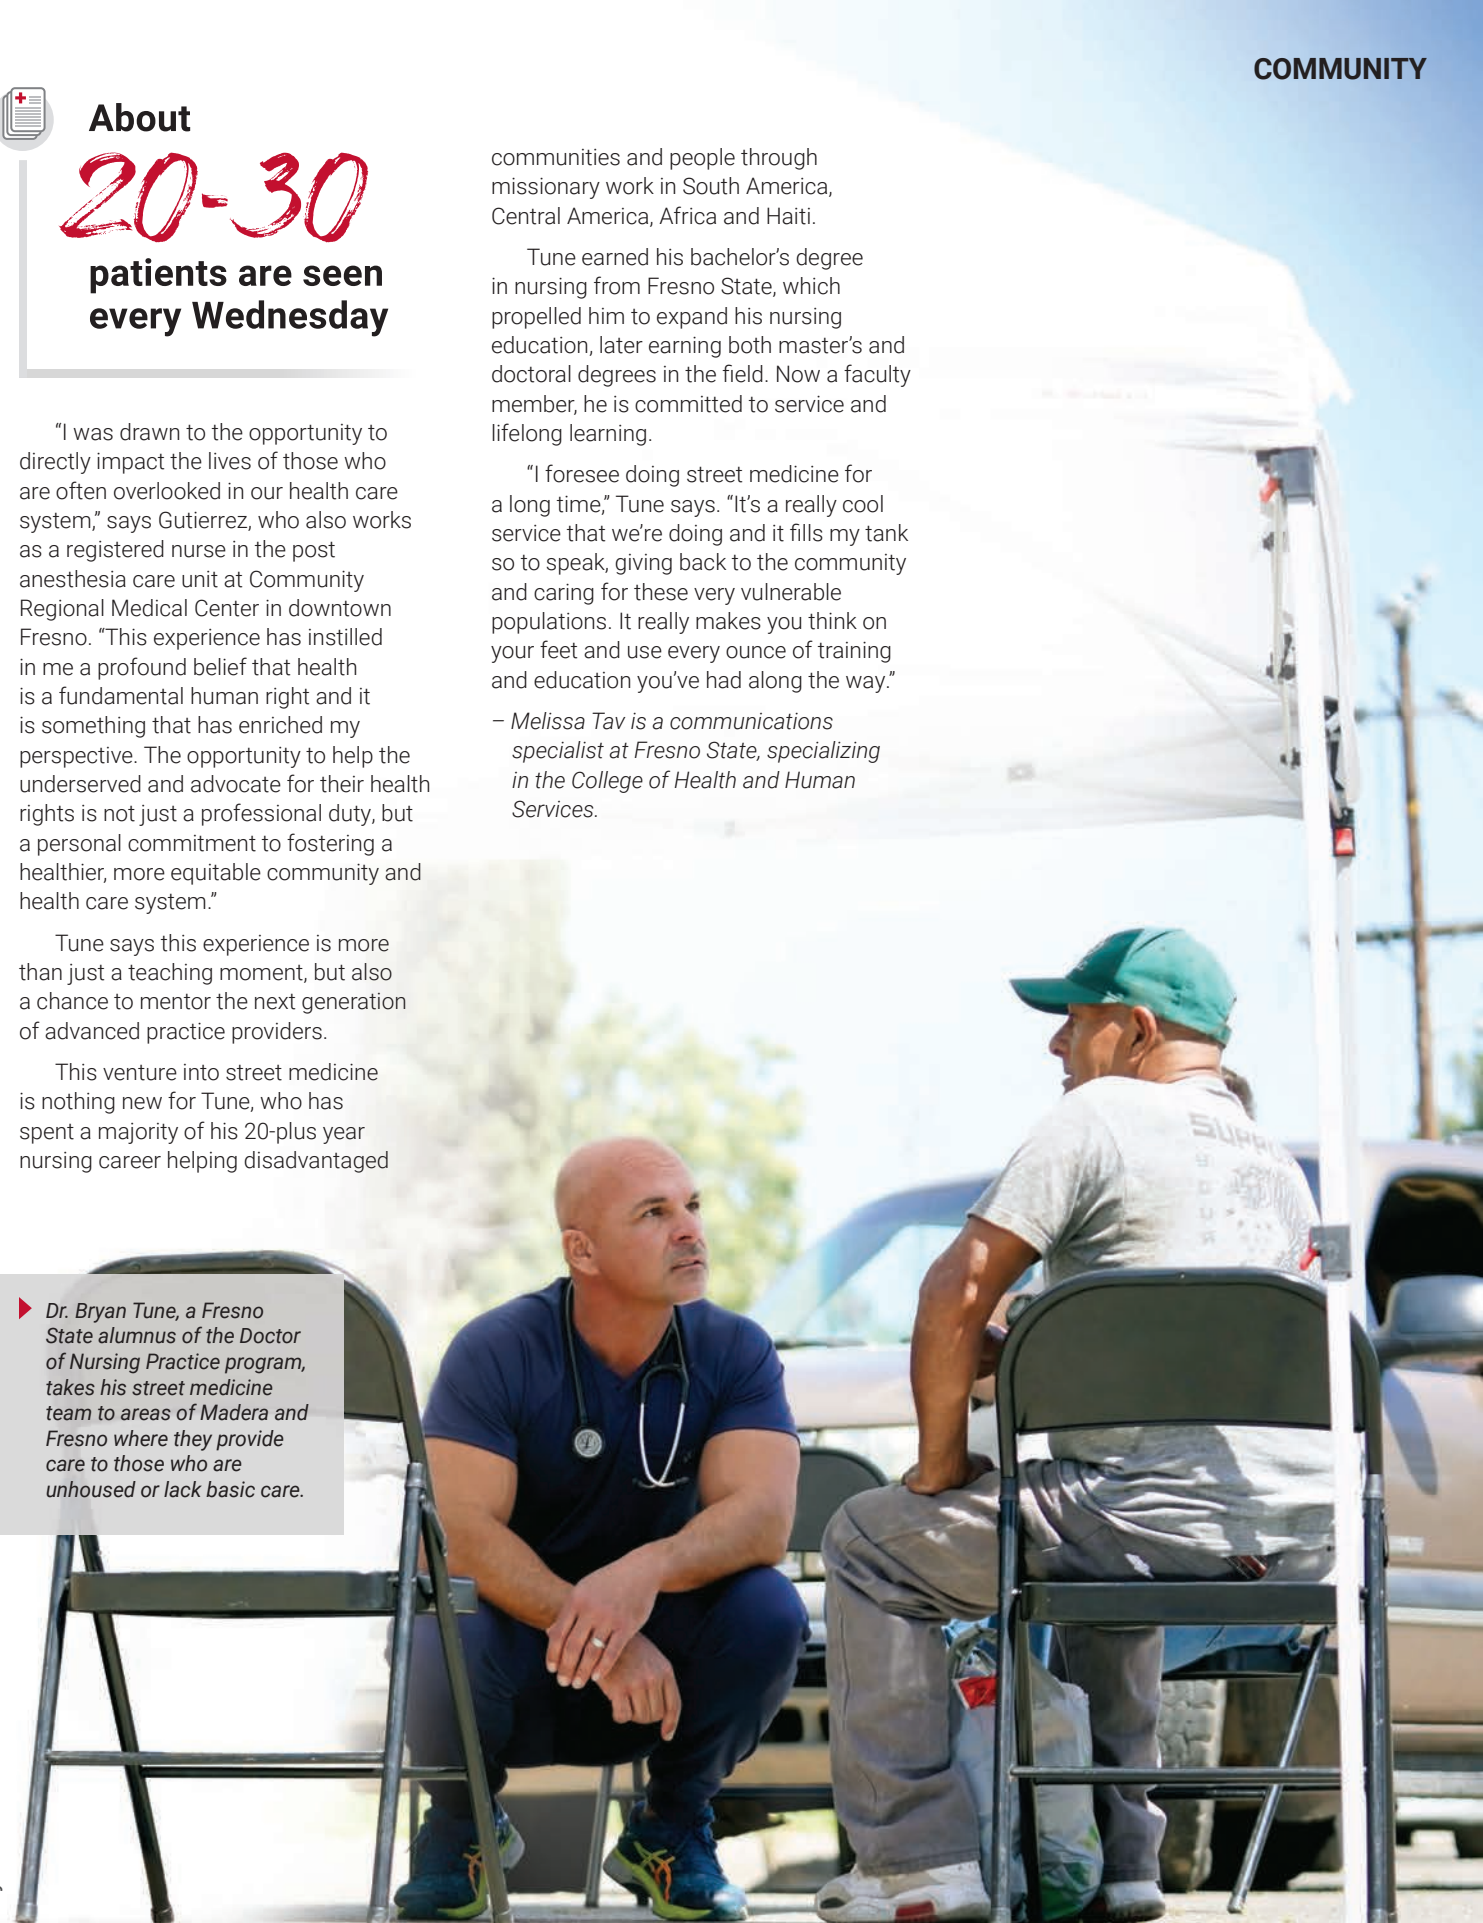 COMMUNITY
About
20-30
patients are seen
every Wednesday
“I was drawn to the opportunity to
directly impact the lives of those who
are often overlooked in our health care
system,” says Gutierrez, who also works
as a registered nurse in the post
anesthesia care unit at Community
Regional Medical Center in downtown
Fresno. “This experience has instilled
in me a profound belief that health
is a fundamental human right and it
is something that has enriched my
perspective. The opportunity to help the
underserved and advocate for their health
rights is not just a professional duty, but
a personal commitment to fostering a
healthier, more equitable community and
health care system.”
Tune says this experience is more
than just a teaching moment, but also
a chance to mentor the next generation
of advanced practice providers.
This venture into street medicine
is nothing new for Tune, who has
spent a majority of his 20-plus year
nursing career helping disadvantaged
communities and people through
missionary work in South America,
Central America, Africa and Haiti.
Tune earned his bachelor’s degree
in nursing from Fresno State, which
propelled him to expand his nursing
education, later earning both master’s and
doctoral degrees in the field. Now a faculty
member, he is committed to service and
lifelong learning.
“I foresee doing street medicine for
a long time,” Tune says. “It’s a really cool
service that we’re doing and it fills my tank
so to speak, giving back to the community
and caring for these very vulnerable
populations. It really makes you think on
your feet and use every ounce of training
and education you’ve had along the way.”
– Melissa Tav is a communications
specialist at Fresno State, specializing
in the College of Health and Human
Services.
Dr. Bryan Tune, a Fresno
State alumnus of the Doctor
of Nursing Practice program,
takes his street medicine
team to areas of Madera and
Fresno where they provide
care to those who are
unhoused or lack basic care.